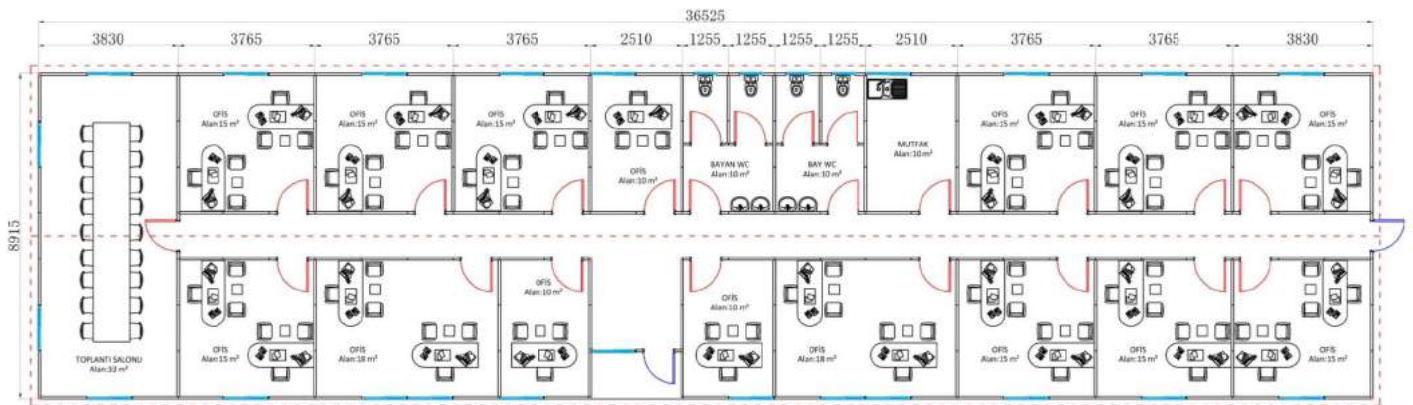 36525
3830 3765 3765 3765 2510 1255 1255 1255 1255 2510 3765 3765 3830
8915
OFİS
Alan:15 m²
OFİS
Alan:15 m²
OFİS
Alan:15 m²
OFİS
Alan:10 m²
BAYAN WC
Alan:10 m²
BAY WC
Alan:10 m²
MUTFAK
Alan:10 m²
OFİS
Alan:15 m²
OFİS
Alan:15 m²
OFİS
Alan:15 m²
TOPLANTI SALONU
Alan:33 m²
OFİS
Alan:15 m²
OFİS
Alan:18 m²
OFİS
Alan:10 m²
OFİS
Alan:10 m²
OFİS
Alan:18 m²
OFİS
Alan:15 m²
OFİS
Alan:15 m²
OFİS
Alan:15 m²